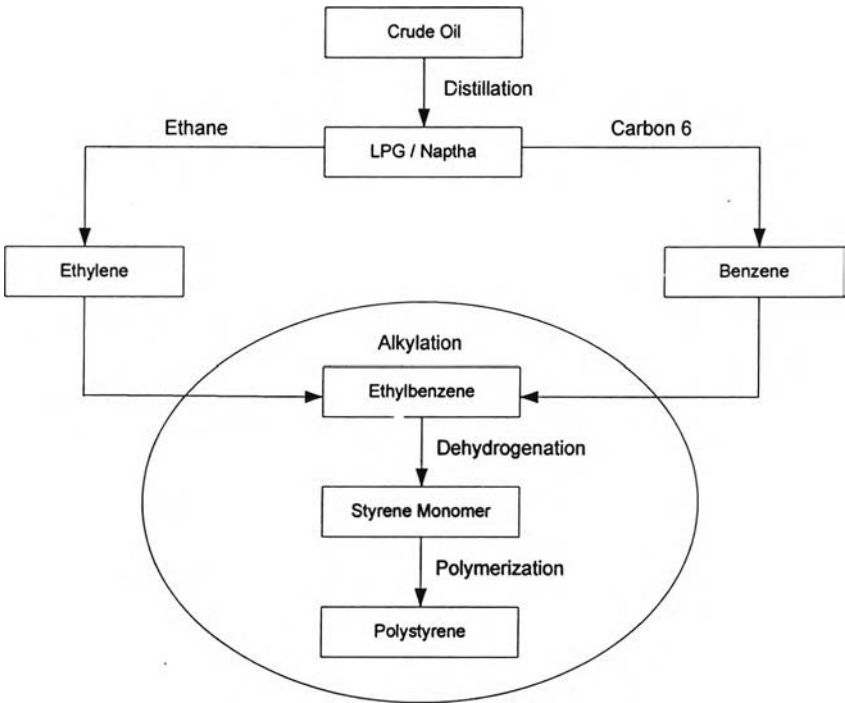 Crude Oil
Distillation
Ethane
Carbon 6
LPG / Naptha
Ethylene
Benzene
Alkylation
Ethylbenzene
Dehydrogenation
Styrene Monomer
Polymerization
Polystyrene